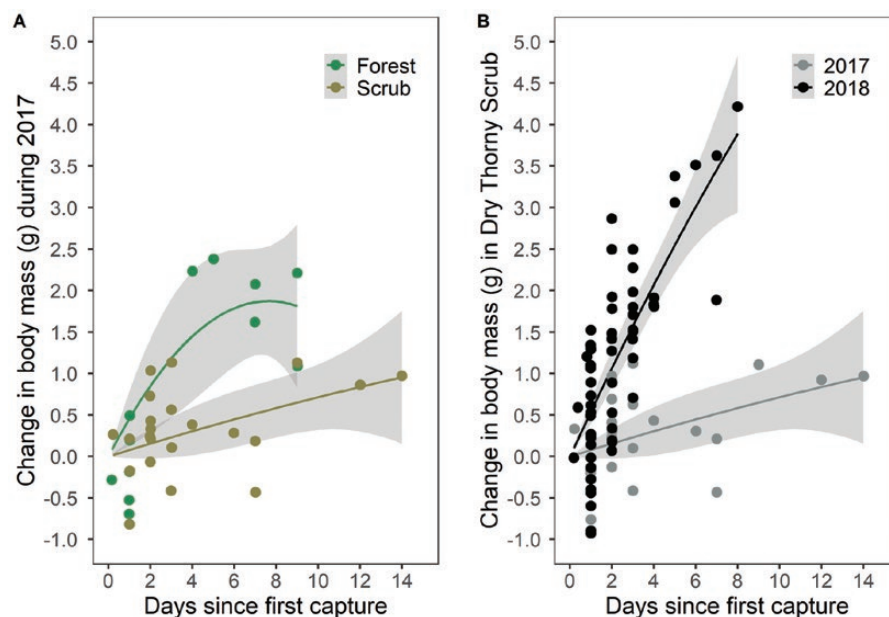 A
Change in body mass (g) during 2017
5.0
4.5
4.0
3.5
3.0
2.5
2.0
1.5
1.0
0.5
0.0
-0.5
-1.0
Forest
Scrub
0 2 4 6 8 10 12 14
Days since first capture
B
Change in body mass (g) in Dry Thorny Scrub
5.0
4.5
4.0
3.5
3.0
2.5
2.0
1.5
1.0
0.5
0.0
-0.5
-1.0
2017
2018
0 2 4 6 8 10 12 14
Days since first capture